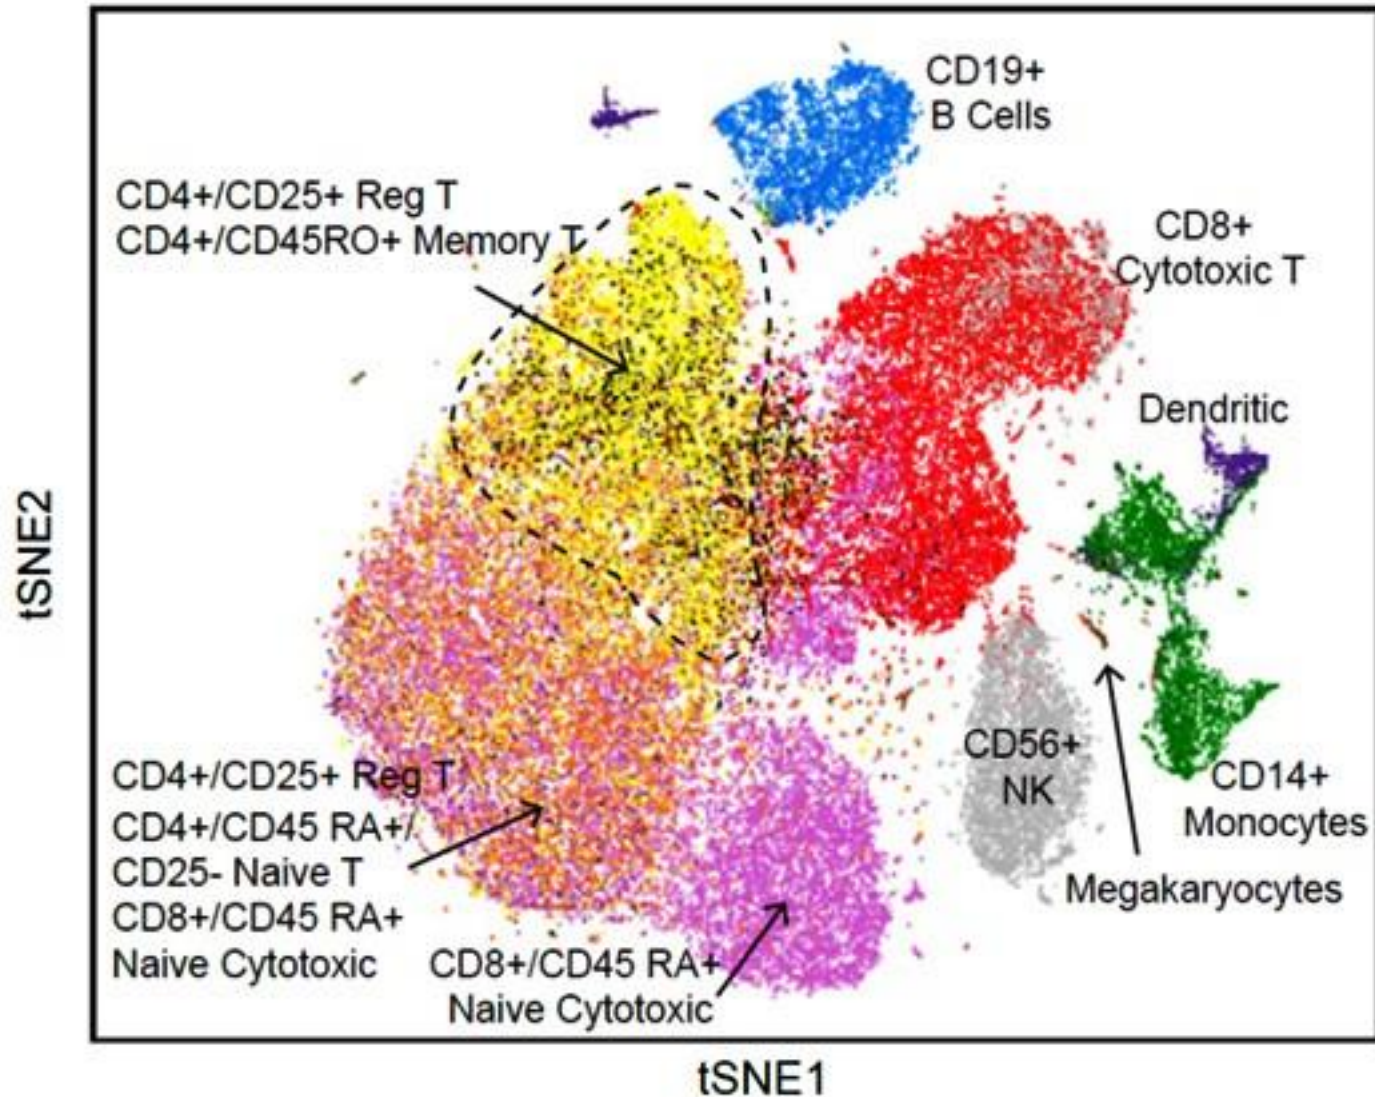 CD19+
B Cells
CD4+/CD25+ Reg T
CD4+/CD45RO+ Memory T
CD8+
Cytotoxic T
Dendritic
tSNE2
CD56+
NK
CD14+
Monocytes
Megakaryocytes
CD4+/CD25+ Reg T
CD4+/CD45 RA+/
CD25- Naive T
CD8+/CD45 RA+
Naive Cytotoxic
CD8+/CD45 RA+
Naive Cytotoxic
tSNE1